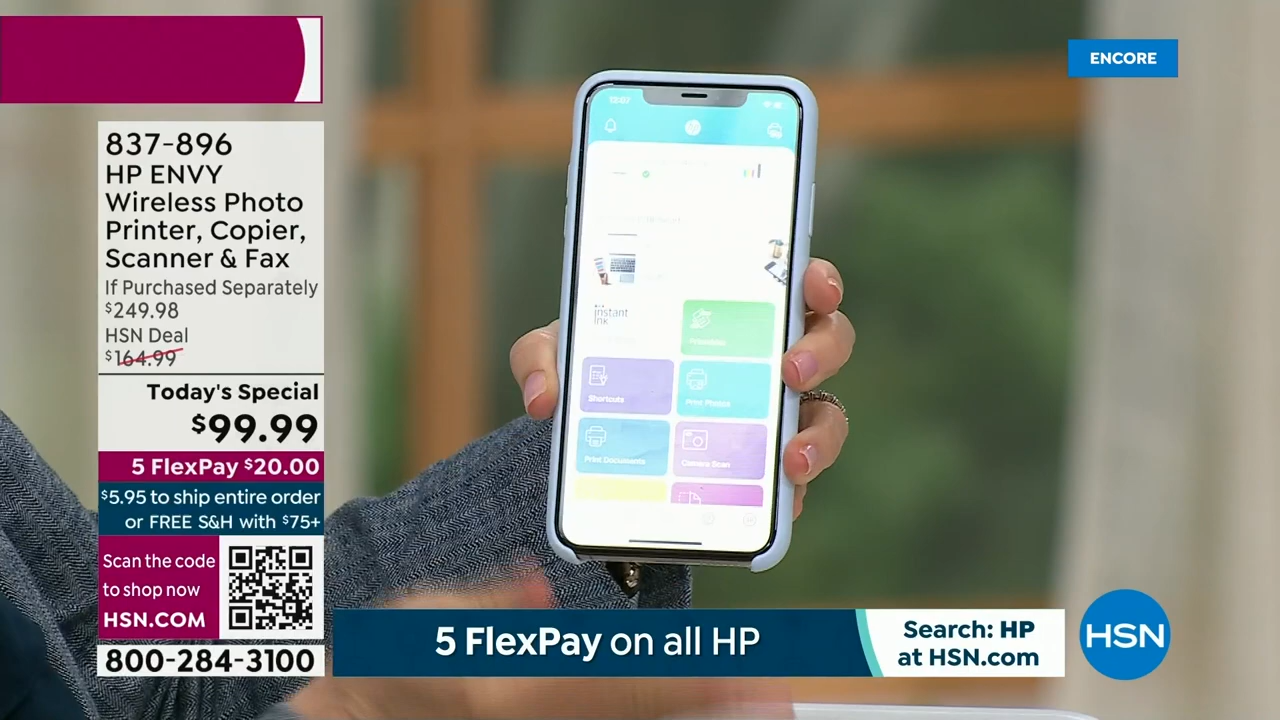 ENCORE
837-896
HP ENVY
Wireless Photo
Printer, Copier,
Scanner & Fax
If Purchased Separately
$249.98
HSN Deal
$164.99
Today's Special
$99.99
5 FlexPay $20.00
$5.95 to ship entire order
or FREE S&H with $75+
Scan the code
to shop now
HSN.COM
800-284-3100
12:07
instant
ink
Printables
Shortcuts
Print Photos
Print Documents
Camera Scan
5 FlexPay on all HP
Search: HP
at HSN.com
HSN